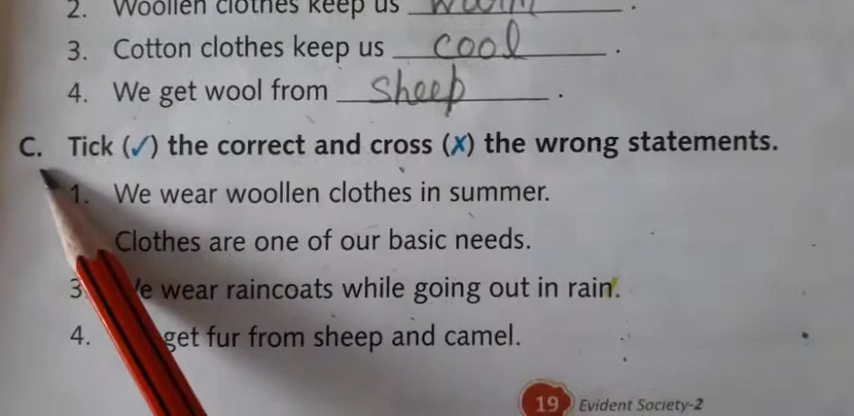 2. Woollen clothes keep us warm .
3. Cotton clothes keep us cool .
4. We get wool from sheep .
C. Tick (✓) the correct and cross (✗) the wrong statements.
1. We wear woollen clothes in summer.
Clothes are one of our basic needs.
3. We wear raincoats while going out in rain.
4. get fur from sheep and camel.
19 Evident Society-2